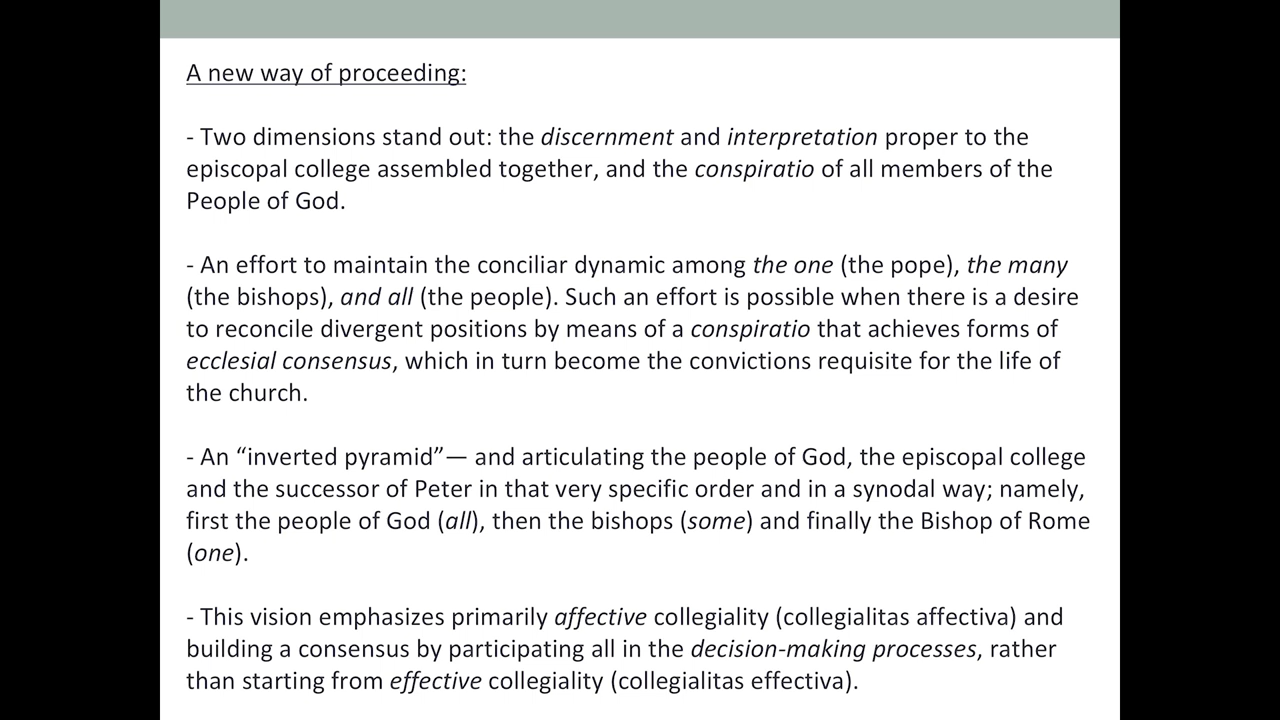 A new way of proceeding:
- Two dimensions stand out: the discernment and interpretation proper to the
episcopal college assembled together, and the conspiratio of all members of the
People of God.
- An effort to maintain the conciliar dynamic among the one (the pope), the many
(the bishops), and all (the people). Such an effort is possible when there is a desire
to reconcile divergent positions by means of a conspiratio that achieves forms of
ecclesial consensus, which in turn become the convictions requisite for the life of
the church.
- An “inverted pyramid”— and articulating the people of God, the episcopal college
and the successor of Peter in that very specific order and in a synodal way; namely,
first the people of God (all), then the bishops (some) and finally the Bishop of Rome
(one).
- This vision emphasizes primarily affective collegiality (collegialitas affectiva) and
building a consensus by participating all in the decision-making processes, rather
than starting from effective collegiality (collegialitas effectiva).